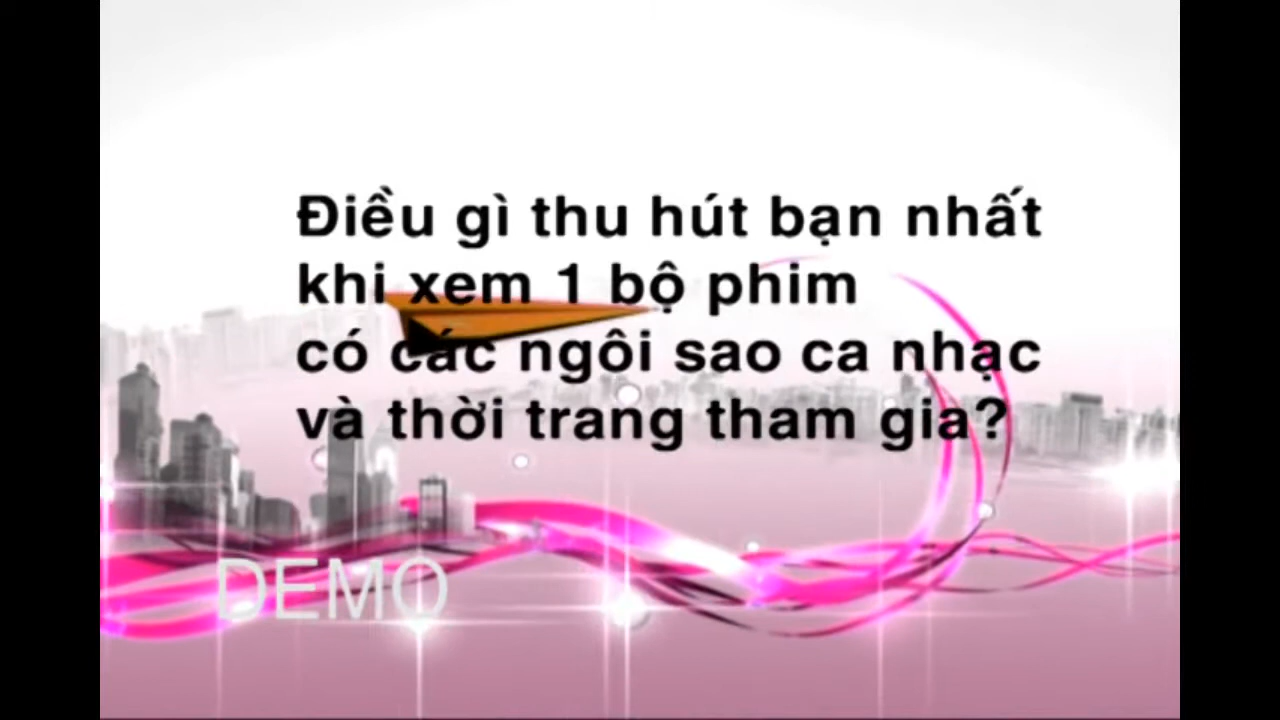 Điều gì thu hút bạn nhất
khi xem 1 bộ phim
có các ngôi sao ca nhạc
và thời trang tham gia?
DEMO